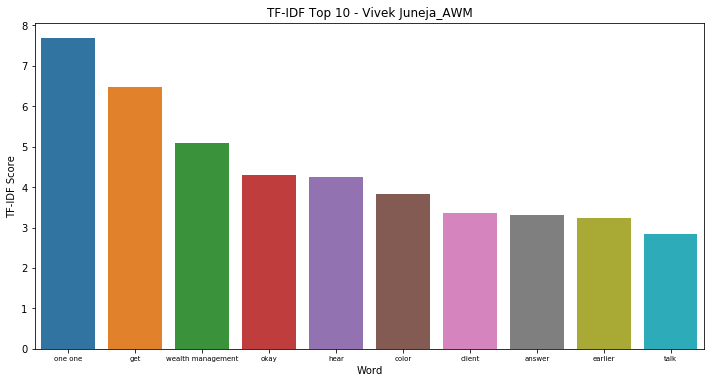 TF-IDF Top 10 - Vivek Juneja_AWM
TF-IDF Score
8
7
6
5
4
3
2
1
0
one one get wealth management okay hear color client answer earlier talk
Word